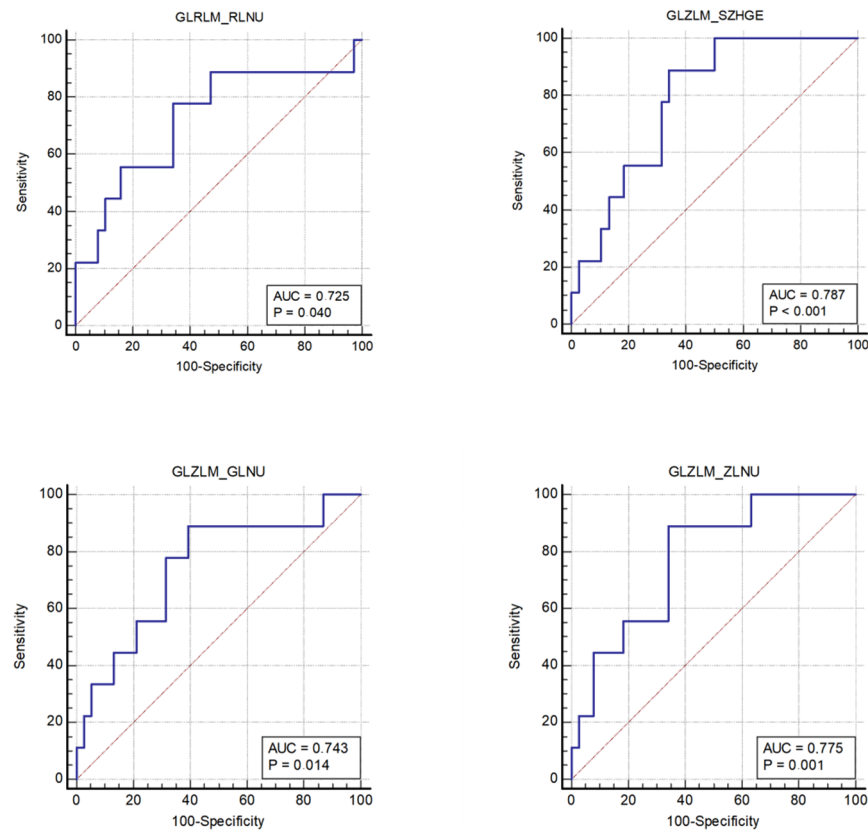 GLRLM_RLNU
100
80
60
40
20
0
Sensitivity
AUC = 0.725
P = 0.040
0 20 40 60 80 100
100-Specificity
GLZLM_SZHGE
100
80
60
40
20
0
Sensitivity
AUC = 0.787
P < 0.001
0 20 40 60 80 100
100-Specificity
GLZLM_GLNU
100
80
60
40
20
0
Sensitivity
AUC = 0.743
P = 0.014
0 20 40 60 80 100
100-Specificity
GLZLM_ZLNU
100
80
60
40
20
0
Sensitivity
AUC = 0.775
P = 0.001
0 20 40 60 80 100
100-Specificity